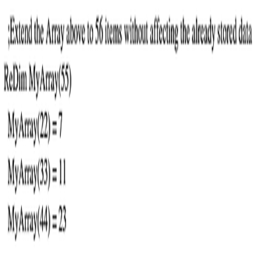 ;Extend the Array above to 56 items without affecting the already stored data
ReDim MyArray(55)
MyArray(22) = 7
MyArray(33) = 11
MyArray(44) = 23